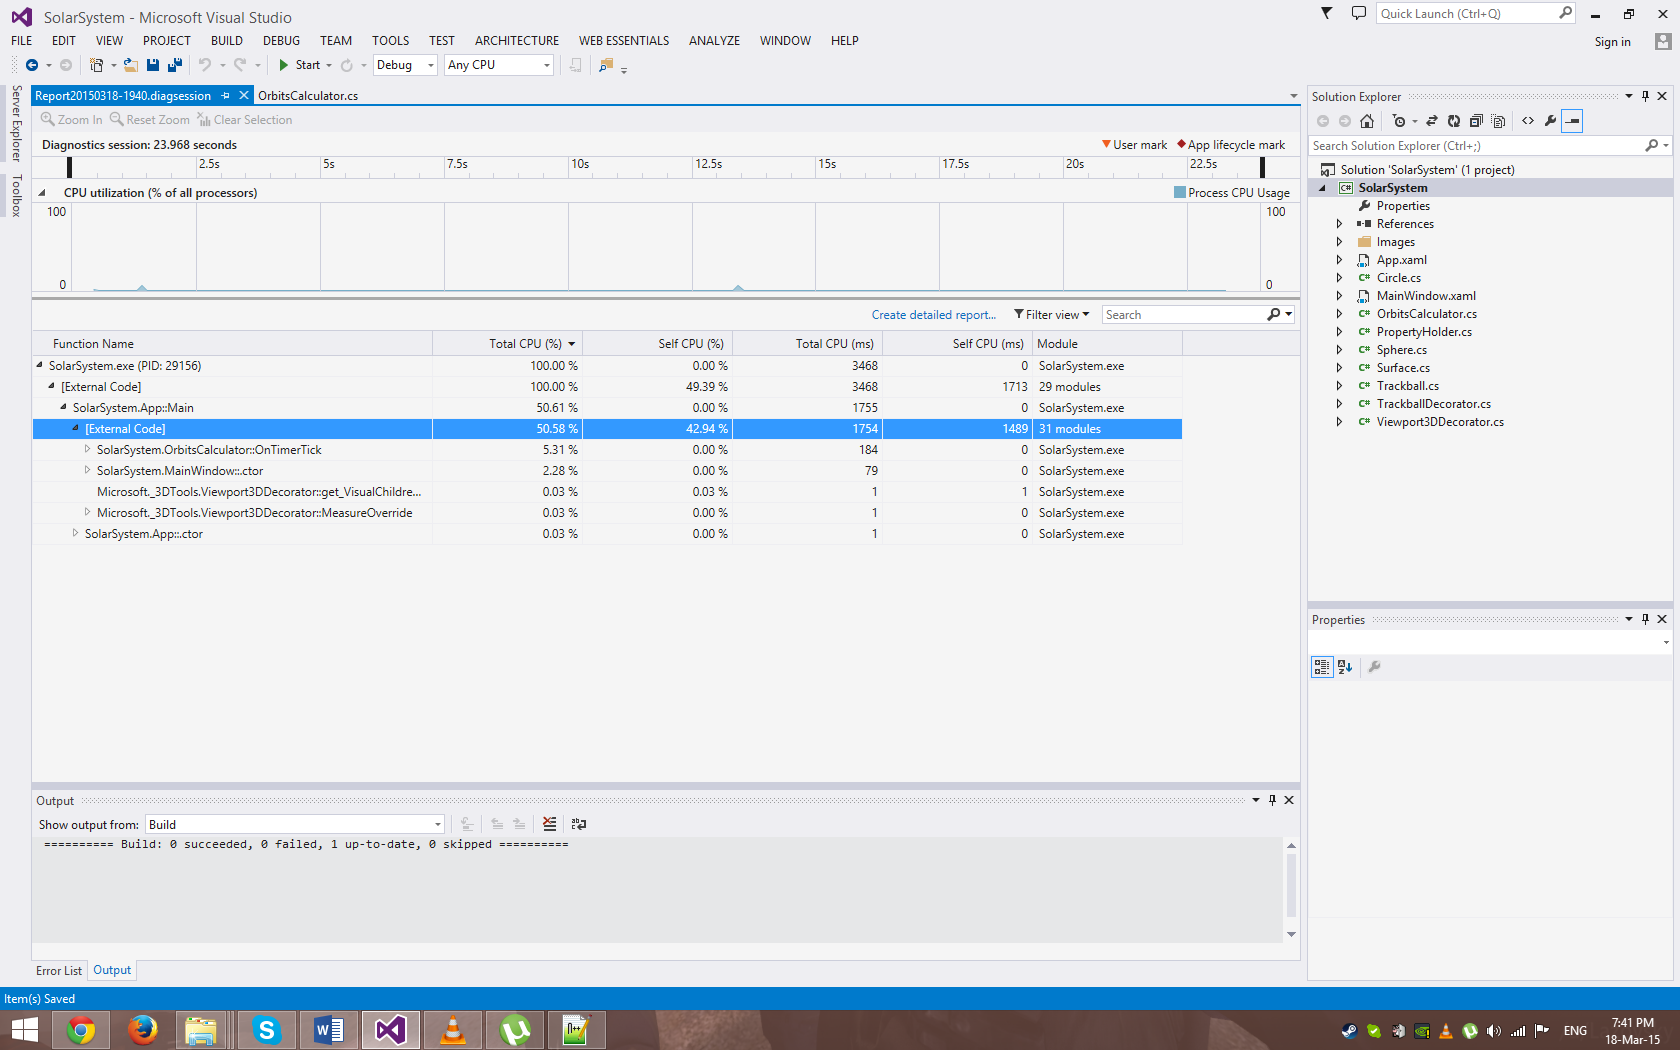 SolarSystem - Microsoft Visual Studio
Quick Launch (Ctrl+Q)
FILE EDIT VIEW PROJECT BUILD DEBUG TEAM TOOLS TEST ARCHITECTURE WEB ESSENTIALS ANALYZE WINDOW HELP
Sign in
Start Debug Any CPU
Server Explorer
Toolbox
Report20150318-1940.diagsession OrbitsCalculator.cs
Zoom In Reset Zoom Clear Selection
Diagnostics session: 23.968 seconds
User mark App lifecycle mark
2.5s 5s 7.5s 10s 12.5s 15s 17.5s 20s 22.5s
CPU utilization (% of all processors)
Process CPU Usage
100 100
0 0
Create detailed report... Filter view Search
Function Name Total CPU (%) Self CPU (%) Total CPU (ms) Self CPU (ms) Module
SolarSystem.exe (PID: 29156) 100.00 % 0.00 % 3468 0 SolarSystem.exe
[External Code] 100.00 % 49.39 % 3468 1713 29 modules
SolarSystem.App::Main 50.61 % 0.00 % 1755 0 SolarSystem.exe
[External Code] 50.58 % 42.94 % 1754 1489 31 modules
SolarSystem.OrbitsCalculator::OnTimerTick 5.31 % 0.00 % 184 0 SolarSystem.exe
SolarSystem.MainWindow::.ctor 2.28 % 0.00 % 79 0 SolarSystem.exe
Microsoft._3DTools.Viewport3DDecorator::get_VisualChildre... 0.03 % 0.03 % 1 1 SolarSystem.exe
Microsoft._3DTools.Viewport3DDecorator::MeasureOverride 0.03 % 0.00 % 1 0 SolarSystem.exe
SolarSystem.App::.ctor 0.03 % 0.00 % 1 0 SolarSystem.exe
Output
Show output from: Build
========== Build: 0 succeeded, 0 failed, 1 up-to-date, 0 skipped ==========
Error List Output
Solution Explorer
Search Solution Explorer (Ctrl+;)
Solution 'SolarSystem' (1 project)
C# SolarSystem
Properties
References
Images
App.xaml
C# Circle.cs
MainWindow.xaml
C# OrbitsCalculator.cs
C# PropertyHolder.cs
C# Sphere.cs
C# Surface.cs
C# Trackball.cs
C# TrackballDecorator.cs
C# Viewport3DDecorator.cs
Properties
Item(s) Saved
ENG
7:41 PM
18-Mar-15